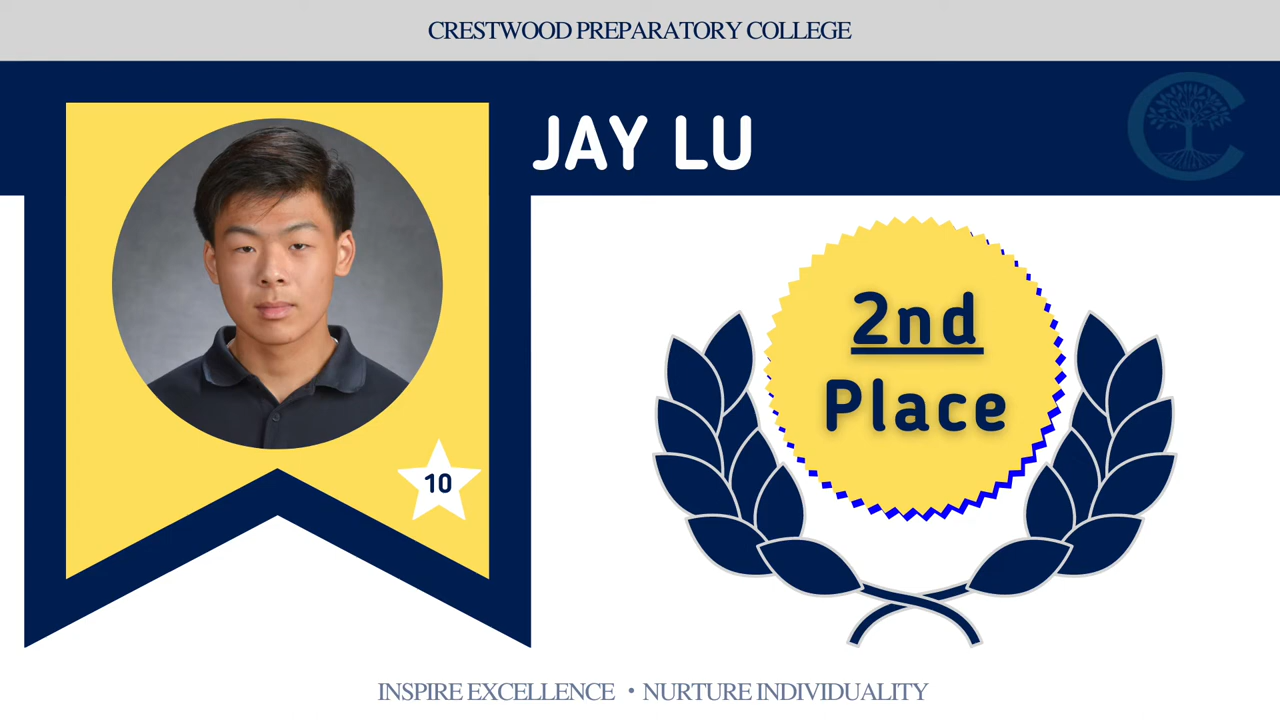 CRESTWOOD PREPARATORY COLLEGE
JAY LU
2nd
Place
10
INSPIRE EXCELLENCE • NURTURE INDIVIDUALITY